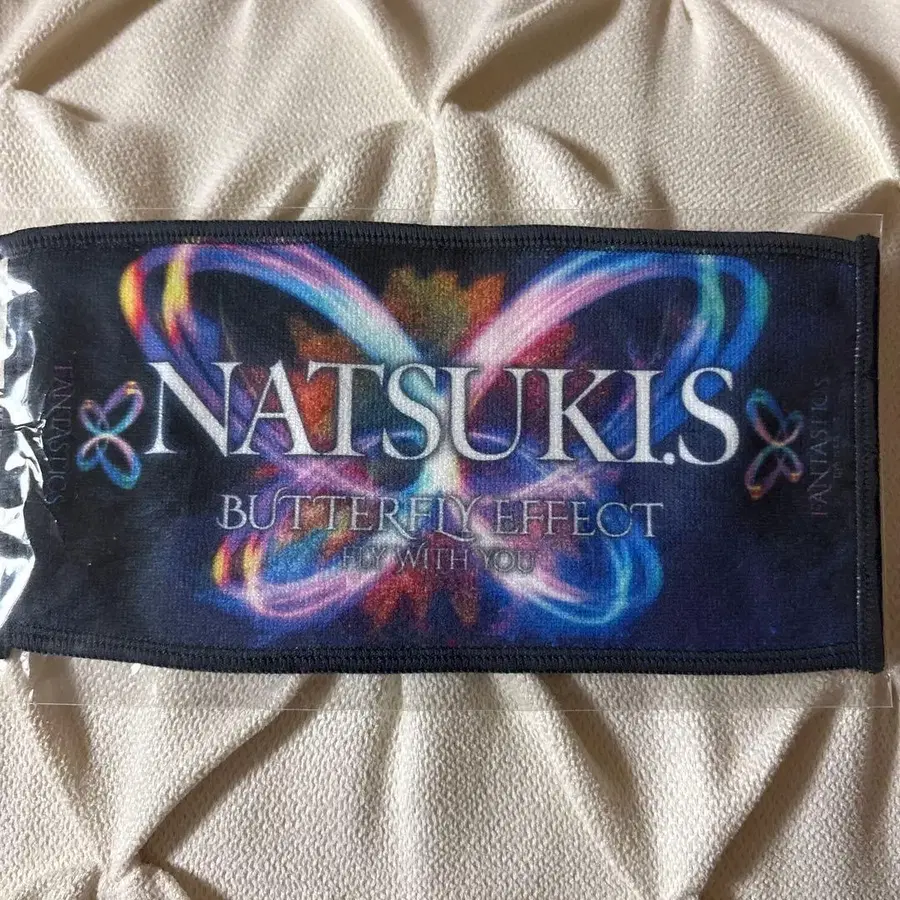 FANTASTICS
NATSUKI.S
BUTTERFLY EFFECT
FLY WITH YOU
FANTASTICS